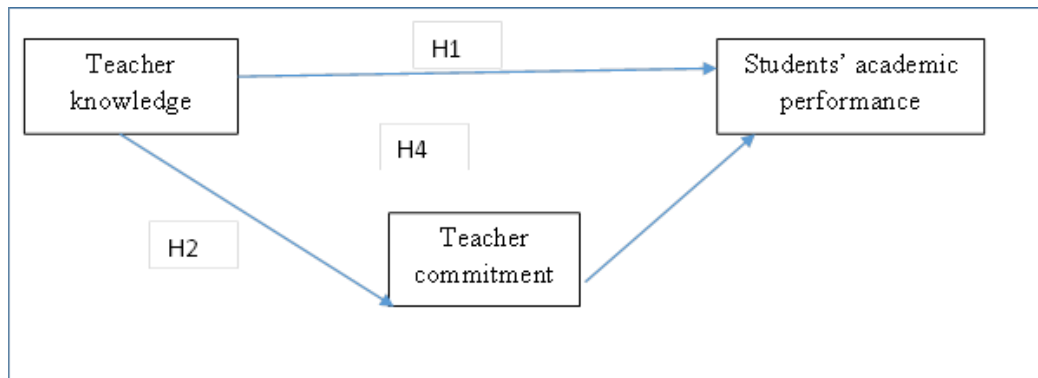 H1
Teacher
knowledge
Students’ academic
performance
H4
H2
Teacher
commitment